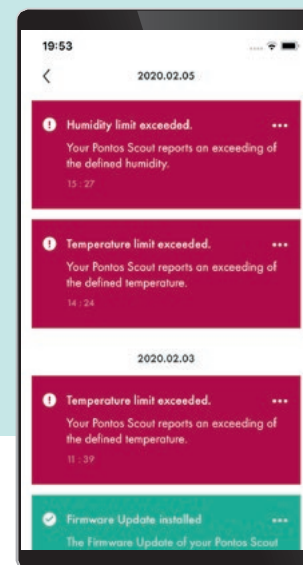 19:53
2020.02.05
Humidity limit exceeded.
Your Pontos Scout reports an exceeding of
the defined humidity.
15 : 27
Temperature limit exceeded.
Your Pontos Scout reports an exceeding of
the defined temperature.
14 : 24
2020.02.03
Temperature limit exceeded.
Your Pontos Scout reports an exceeding of
the defined temperature.
11 : 39
Firmware Update installed
The Firmware Update of your Pontos Scout